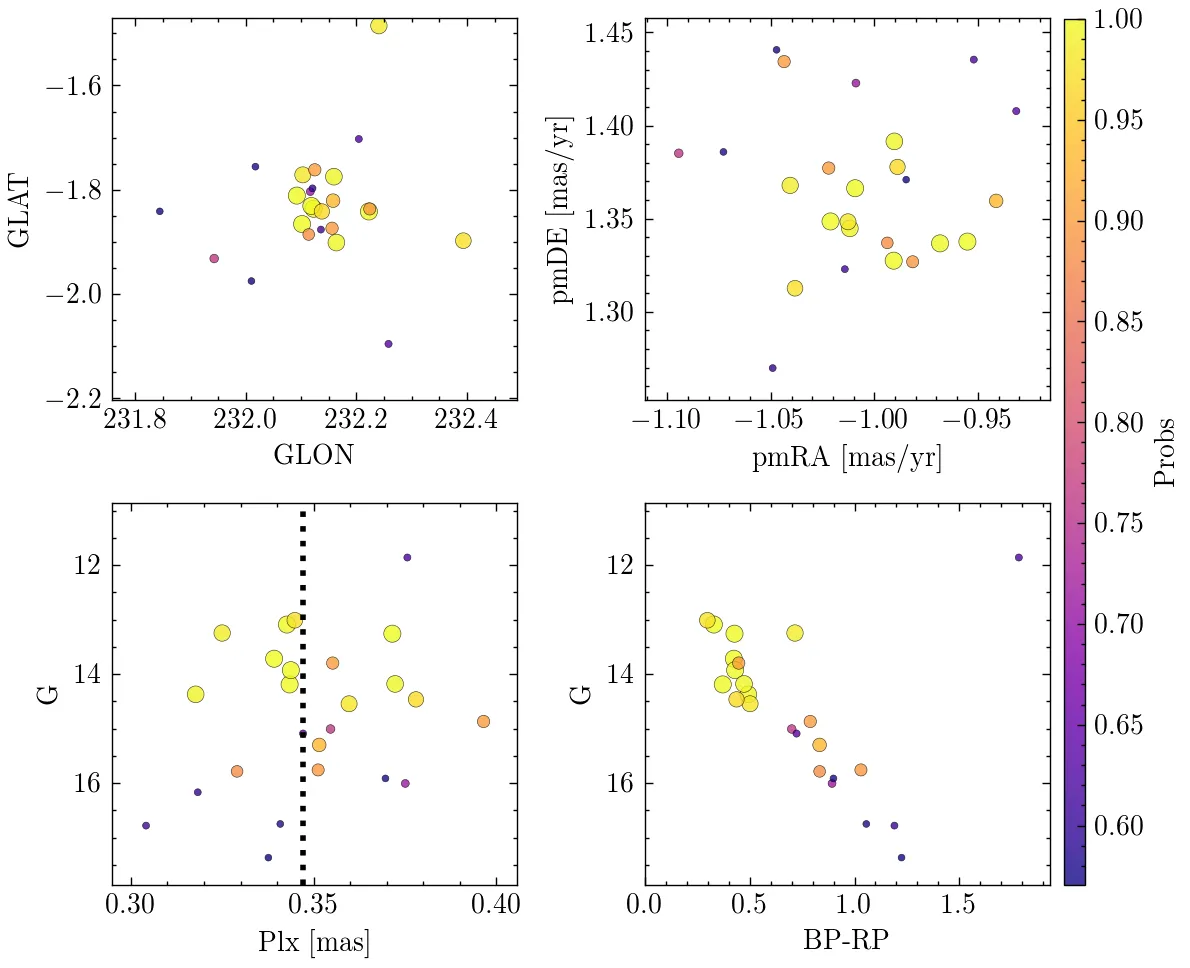 −1.6
−1.8
−2.0
−2.2
GLAT
231.8 232.0 232.2 232.4
GLON
1.45
1.40
1.35
1.30
pmDE [mas/yr]
−1.10 −1.05 −1.00 −0.95
pmRA [mas/yr]
12
14
16
G
0.30 0.35 0.40
Plx [mas]
12
14
16
G
0.0 0.5 1.0 1.5
BP-RP
1.00
0.95
0.90
0.85
0.80
0.75
0.70
0.65
0.60
Probs